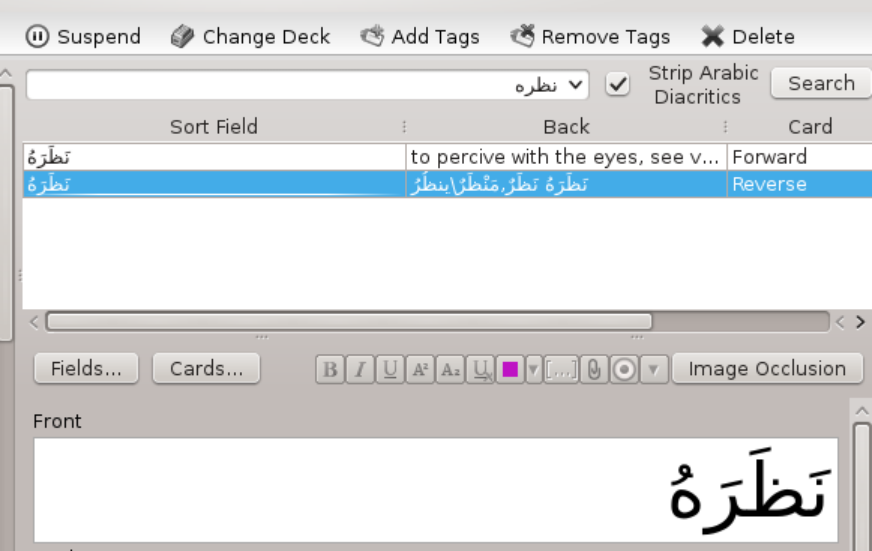 Suspend Change Deck Add Tags Remove Tags Delete
نظره Strip Arabic Diacritics Search
Sort Field Back Card
نَظَرَهُ to percive with the eyes, see v... Forward
نَظَرَهُ نَظَرَهُ نَظَرٌ,مَنْظَرٌ\ينظُرُ Reverse
Fields... Cards... B I U A² A₂ U [...] Image Occlusion
Front
نَظَرَهُ